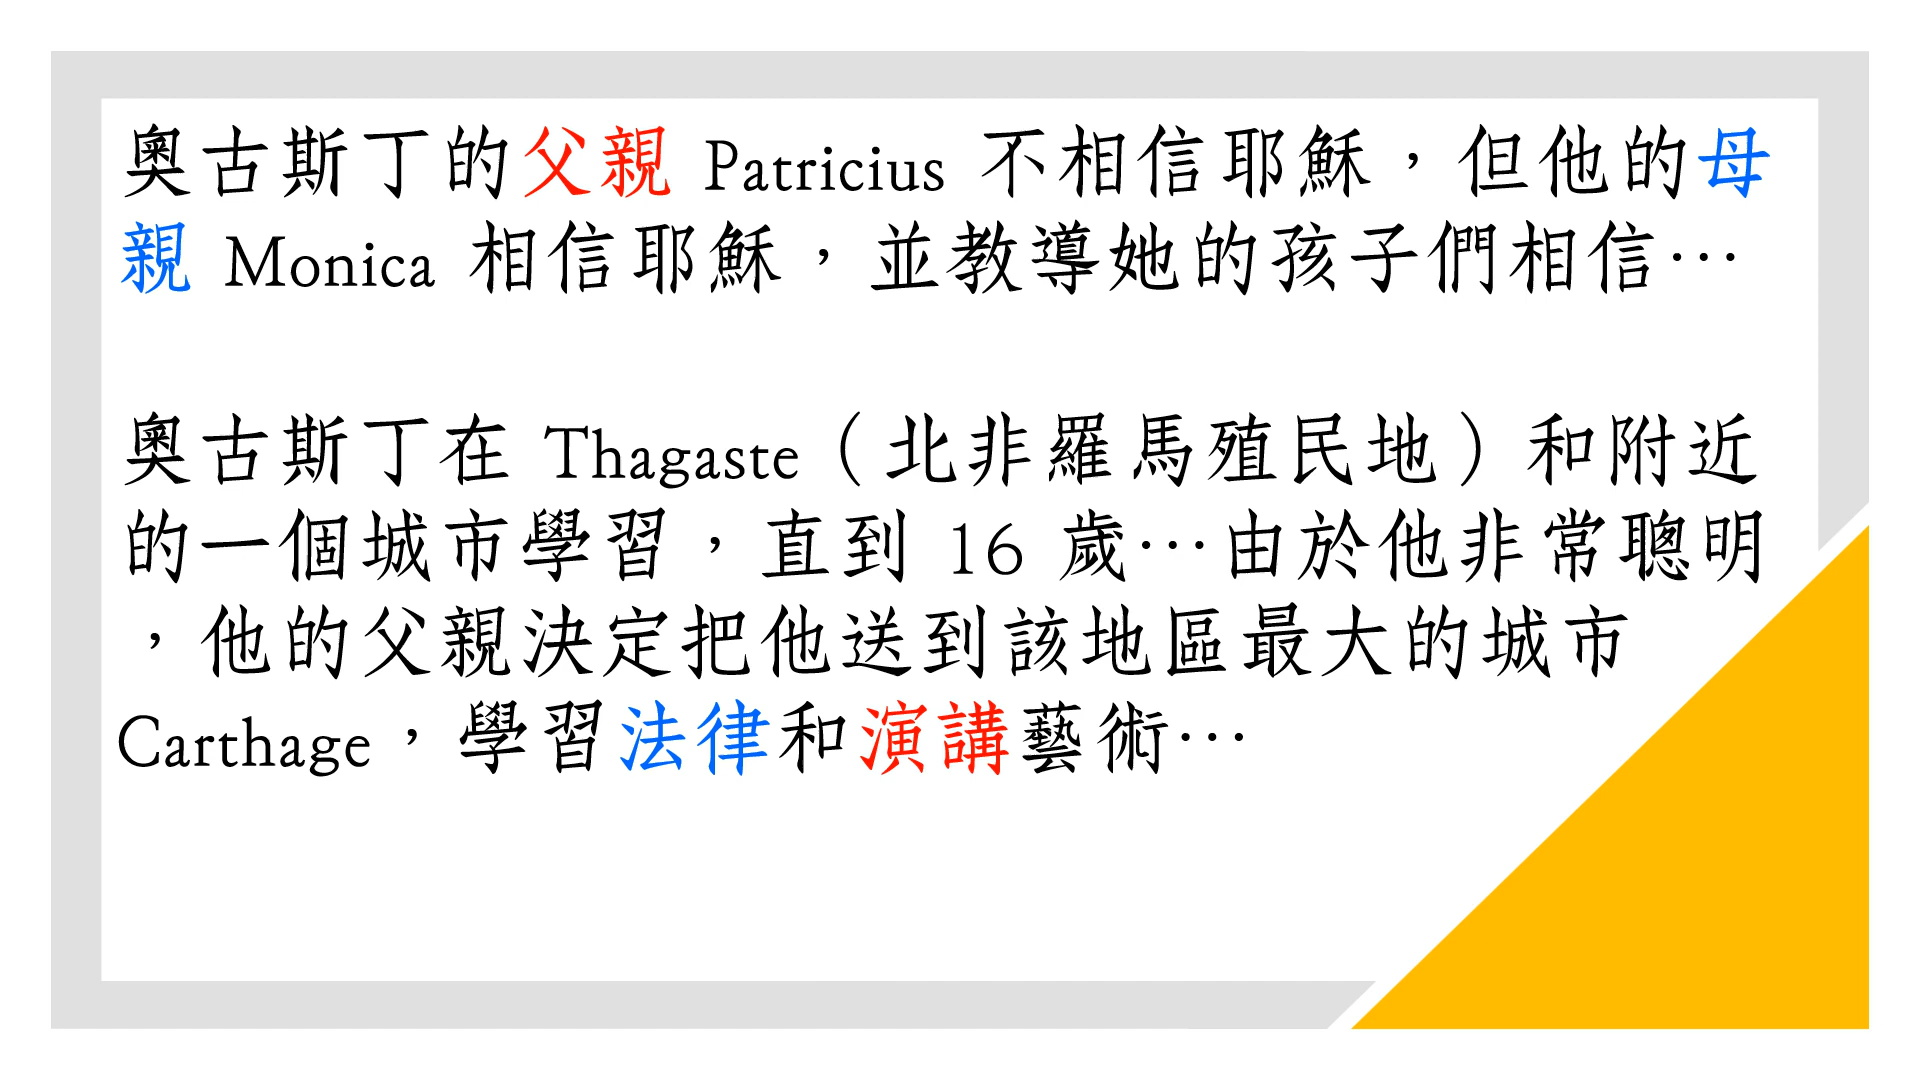 奧古斯丁的父親 Patricius 不相信耶穌，但他的母
親 Monica 相信耶穌，並教導她的孩子們相信…
奧古斯丁在 Thagaste（北非羅馬殖民地）和附近
的一個城市學習，直到 16 歲…由於他非常聰明
，他的父親決定把他送到該地區最大的城市
Carthage，學習法律和演講藝術…